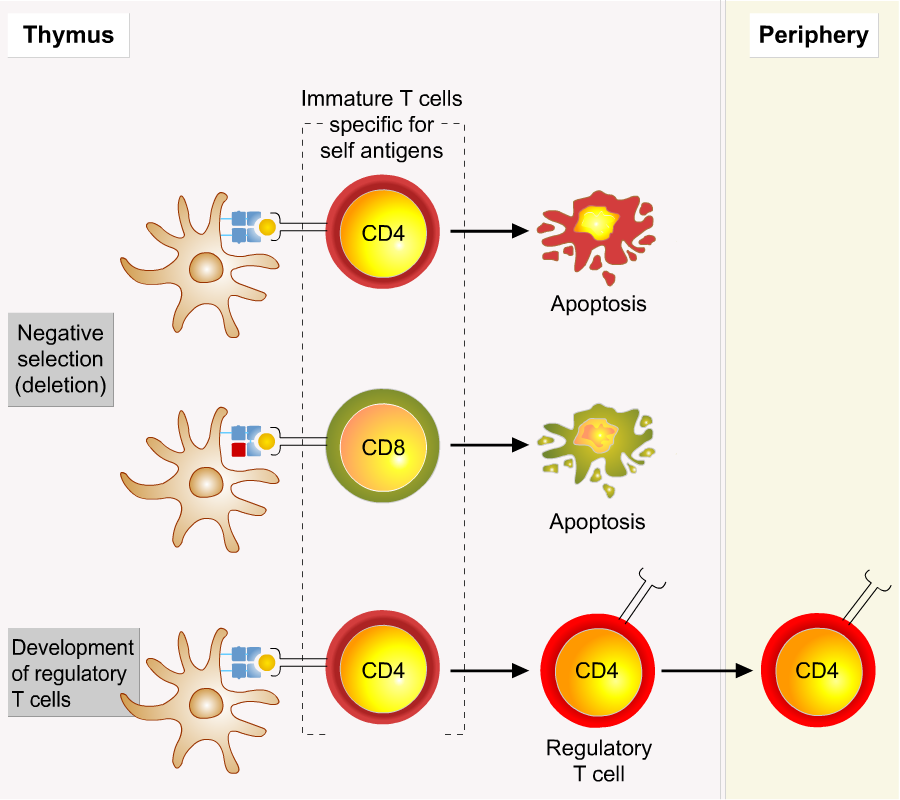 Thymus
Periphery
Immature T cells
specific for
self antigens
CD4
Apoptosis
Negative
selection
(deletion)
CD8
Apoptosis
Development
of regulatory
T cells
CD4
CD4
CD4
Regulatory
T cell